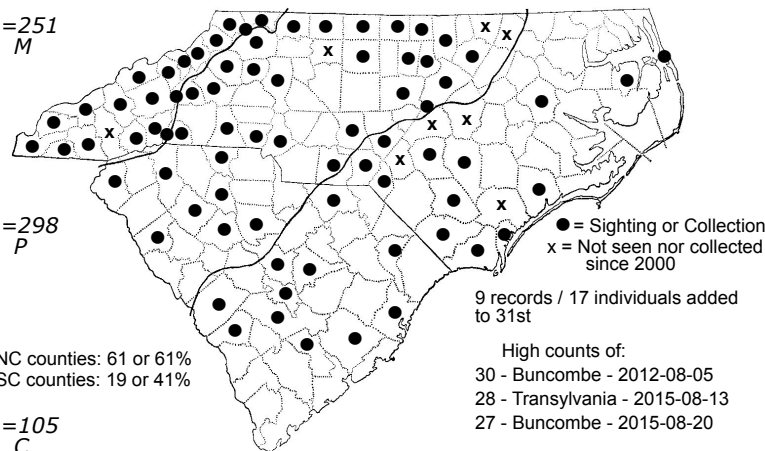 =251
M
=298
P
● = Sighting or Collection
x = Not seen nor collected
since 2000
9 records / 17 individuals added
to 31st
NC counties: 61 or 61%
SC counties: 19 or 41%
High counts of:
30 - Buncombe - 2012-08-05
28 - Transylvania - 2015-08-13
27 - Buncombe - 2015-08-20
=105
C